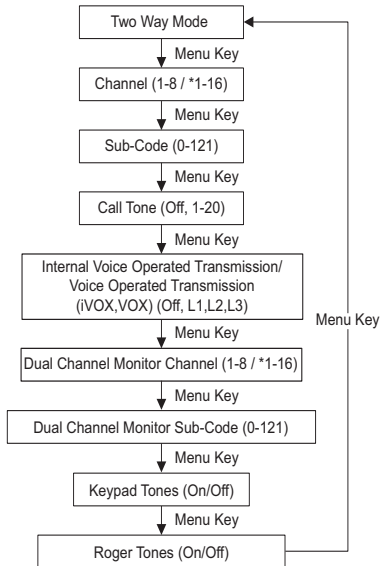 Two Way Mode
Menu Key
Channel (1-8 / *1-16)
Menu Key
Sub-Code (0-121)
Menu Key
Call Tone (Off, 1-20)
Menu Key
Internal Voice Operated Transmission/
Voice Operated Transmission
(iVOX,VOX) (Off, L1,L2,L3)
Menu Key
Menu Key
Dual Channel Monitor Channel (1-8 / *1-16)
Menu Key
Dual Channel Monitor Sub-Code (0-121)
Menu Key
Keypad Tones (On/Off)
Menu Key
Roger Tones (On/Off)